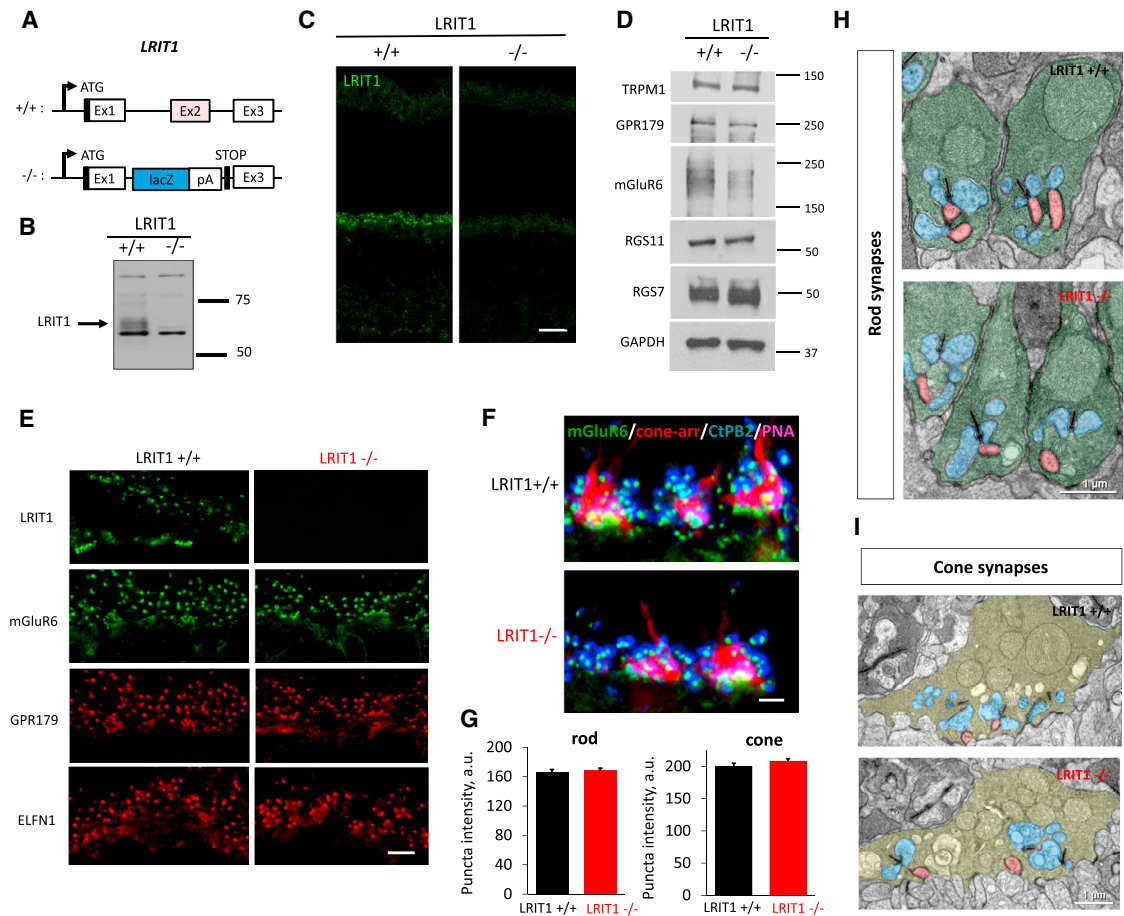 A
LRIT1
+/+ :
ATG
Ex1
Ex2
Ex3
-/- :
ATG
STOP
Ex1
lacZ
pA
Ex3
B
LRIT1
+/+ -/-
75
LRIT1
50
C
LRIT1
+/+ -/-
LRIT1
D
LRIT1
+/+ -/-
TRPM1
150
GPR179
250
mGluR6
250
150
RGS11
50
RGS7
50
GAPDH
37
E
LRIT1 +/+ LRIT1 -/-
LRIT1
mGluR6
GPR179
ELFN1
F
mGluR6/cone-arr/CtPB2/PNA
LRIT1+/+
LRIT1-/-
G
rod
Puncta intensity, a.u.
200
160
120
80
40
0
LRIT1 +/+ LRIT1 -/-
cone
Puncta intensity, a.u.
200
150
100
50
0
LRIT1 +/+ LRIT1 -/-
H
Rod synapses
LRIT1 +/+
LRIT1 -/-
1 µm
I
Cone synapses
LRIT1 +/+
LRIT1 -/-
1 µm